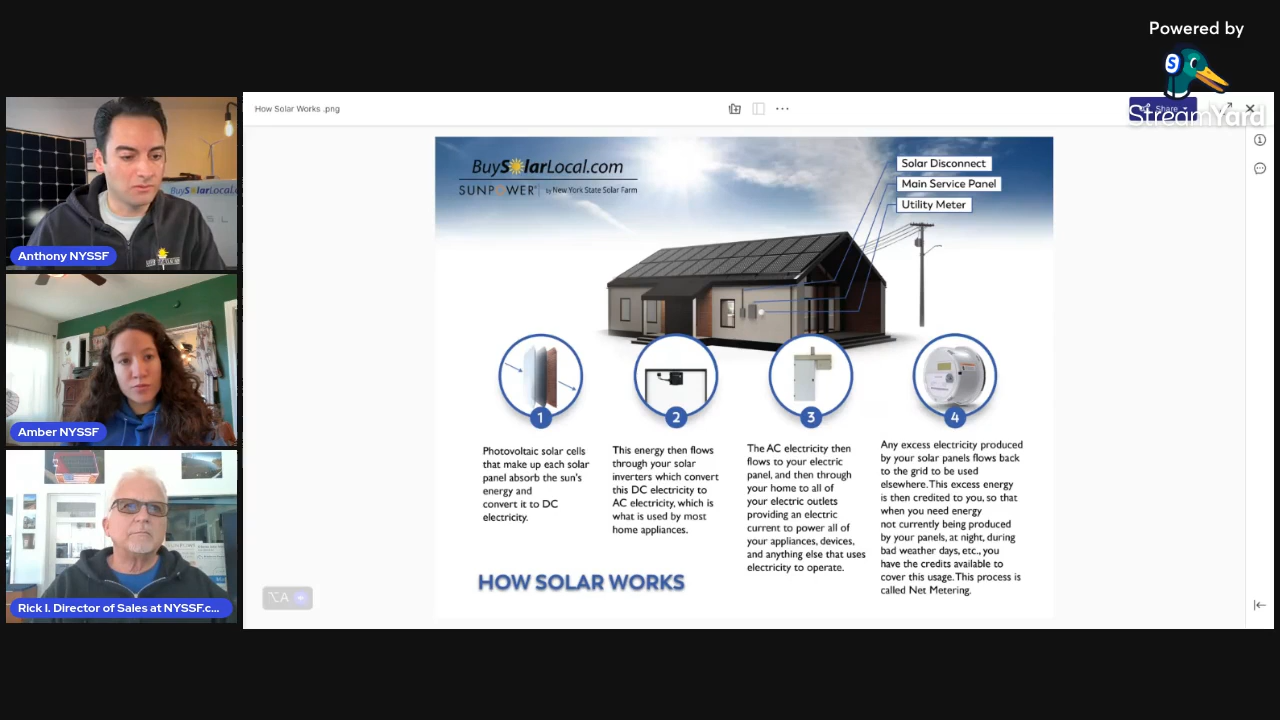 Powered by
S
StreamYard
How Solar Works .png
Share
BuySolarLocal.com
SUNPOWER® by New York State Solar Farm
Solar Disconnect
Main Service Panel
Utility Meter
BuySolarLocal
Anthony NYSSF
Amber NYSSF
Rick I. Director of Sales at NYSSF.c...
1
Photovoltaic solar cells
that make up each solar
panel absorb the sun's
energy and
convert it to DC
electricity.
2
This energy then flows
through your solar
inverters which convert
this DC electricity to
AC electricity, which is
what is used by most
home appliances.
3
The AC electricity then
flows to your electric
panel, and then through
your home to all of
your electric outlets
providing an electric
current to power all of
your appliances, devices,
and anything else that uses
electricity to operate.
4
Any excess electricity produced
by your solar panels flows back
to the grid to be used
elsewhere. This excess energy
is then credited to you, so that
when you need energy
not currently being produced
by your panels, at night, during
bad weather days, etc., you
have the credits available to
cover this usage. This process is
called Net Metering.
HOW SOLAR WORKS
⌥A